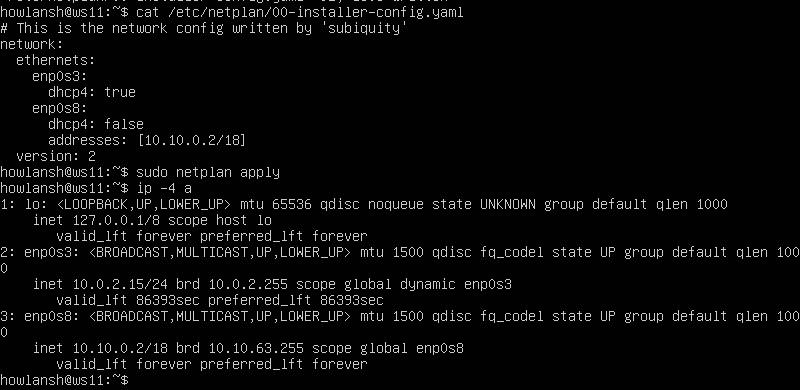 howlansh@ws11:~$ cat /etc/netplan/00-installer-config.yaml
# This is the network config written by 'subiquity'
network:
  ethernets:
    enp0s3:
      dhcp4: true
    enp0s8:
      dhcp4: false
      addresses: [10.10.0.2/18]
  version: 2
howlansh@ws11:~$ sudo netplan apply
howlansh@ws11:~$ ip -4 a
1: lo: <LOOPBACK,UP,LOWER_UP> mtu 65536 qdisc noqueue state UNKNOWN group default qlen 1000
    inet 127.0.0.1/8 scope host lo
       valid_lft forever preferred_lft forever
2: enp0s3: <BROADCAST,MULTICAST,UP,LOWER_UP> mtu 1500 qdisc fq_codel state UP group default qlen 100
0
    inet 10.0.2.15/24 brd 10.0.2.255 scope global dynamic enp0s3
       valid_lft 86393sec preferred_lft 86393sec
3: enp0s8: <BROADCAST,MULTICAST,UP,LOWER_UP> mtu 1500 qdisc fq_codel state UP group default qlen 100
0
    inet 10.10.0.2/18 brd 10.10.63.255 scope global enp0s8
       valid_lft forever preferred_lft forever
howlansh@ws11:~$